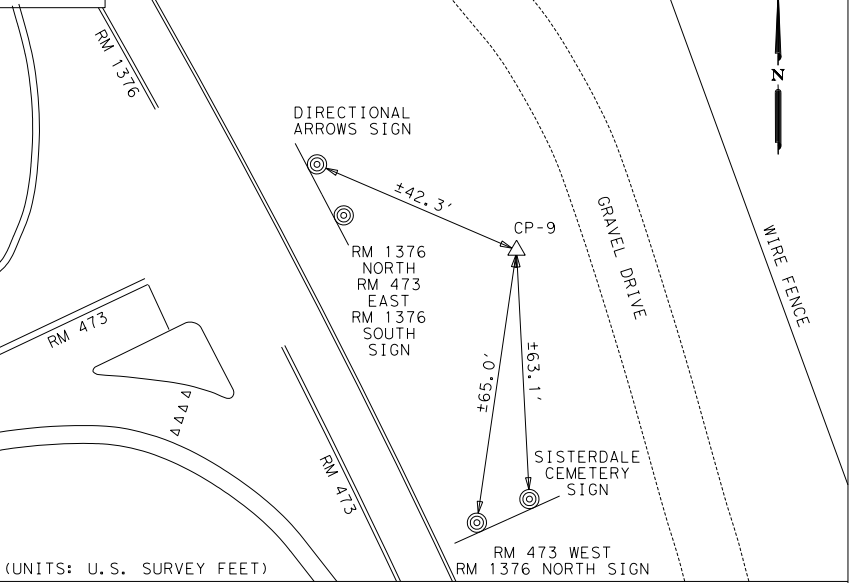 RM 1376
N
DIRECTIONAL
ARROWS SIGN
±42.3'
CP-9
GRAVEL DRIVE
WIRE FENCE
RM 1376
NORTH
RM 473
EAST
RM 1376
SOUTH
SIGN
RM 473
±65.0'
±63.1'
RM 473
SISTERDALE
CEMETERY
SIGN
RM 473 WEST
RM 1376 NORTH SIGN
(UNITS: U.S. SURVEY FEET)